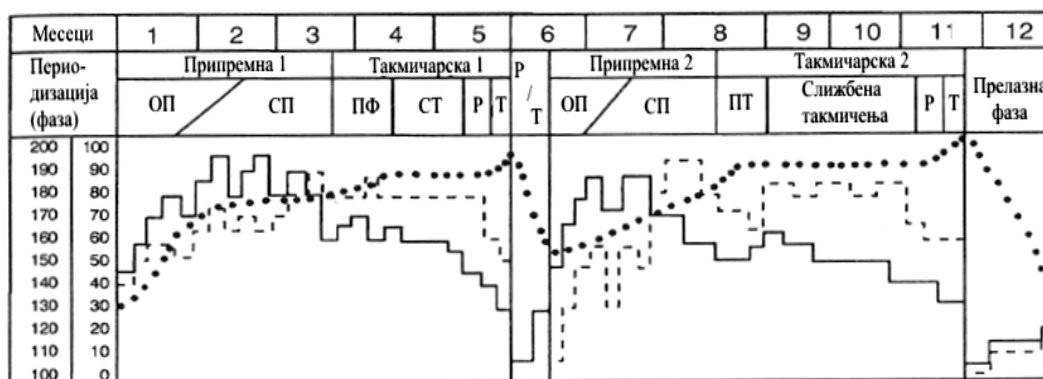 Месеци 1 2 3 4 5 6 7 8 9 10 11 12
Перио-
дизација
(фаза)
Припремна 1 Такмичарска 1 Р / Т Припремна 2 Такмичарска 2 Прелазна фаза
ОП СП ПФ СТ Р Т ОП СП ПТ Слижбена такмичења Р Т
200 100
190 90
180 80
170 70
160 60
150 50
140 40
130 30
120 20
110 10
100 0